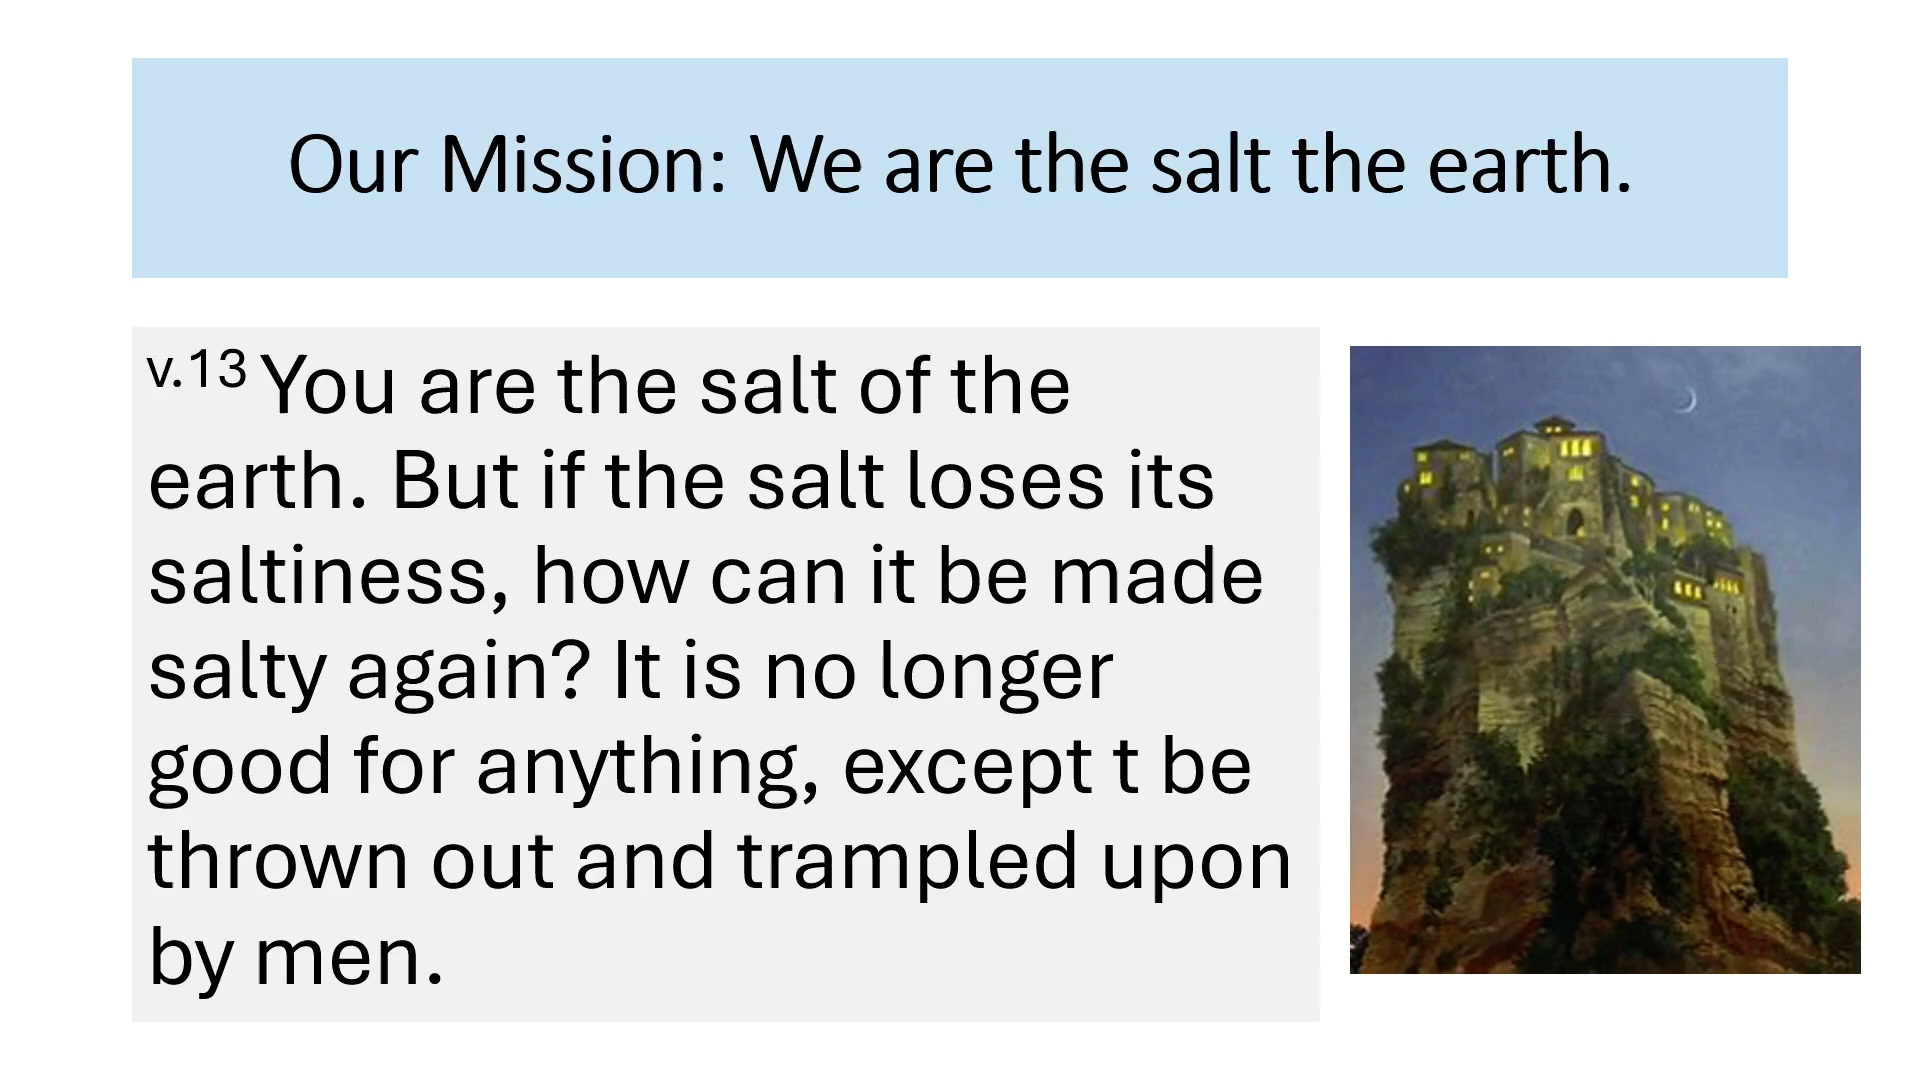 Our Mission: We are the salt the earth.
v.13 You are the salt of the
earth. But if the salt loses its
saltiness, how can it be made
salty again? It is no longer
good for anything, except t be
thrown out and trampled upon
by men.